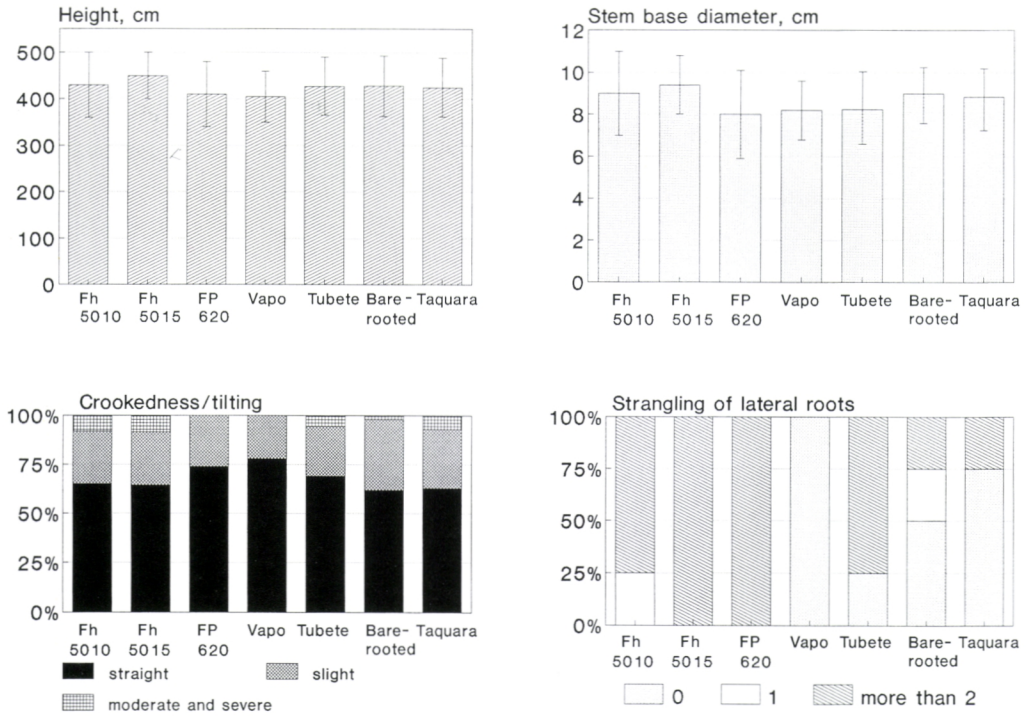 Height, cm
500
400
300
200
100
0
Fh 5010
Fh 5015
FP 620
Vapo
Tubete
Bare-rooted
Taquara
Stem base diameter, cm
12
10
8
6
4
2
0
Fh 5010
Fh 5015
FP 620
Vapo
Tubete
Bare-rooted
Taquara
Crookedness/tilting
100%
75%
50%
25%
0%
Fh 5010
Fh 5015
FP 620
Vapo
Tubete
Bare-rooted
Taquara
straight
slight
moderate and severe
Strangling of lateral roots
100%
75%
50%
25%
0%
Fh 5010
Fh 5015
FP 620
Vapo
Tubete
Bare-rooted
Taquara
0
1
more than 2